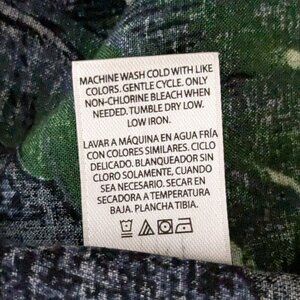 MACHINE WASH COLD WITH LIKE
COLORS. GENTLE CYCLE. ONLY
NON-CHLORINE BLEACH WHEN
NEEDED. TUMBLE DRY LOW.
LOW IRON.
LAVAR A MÁQUINA EN AGUA FRÍA
CON COLORES SIMILARES. CICLO
DELICADO. BLANQUEADOR SIN
CLORO SOLAMENTE, CUANDO
SEA NECESARIO. SECAR EN
SECADORA A TEMPERATURA
BAJA. PLANCHA TIBIA.